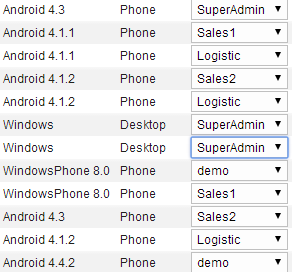 Android 4.3 Phone SuperAdmin
Android 4.1.1 Phone Sales1
Android 4.1.1 Phone Logistic
Android 4.1.2 Phone Sales2
Android 4.1.2 Phone Logistic
Windows Desktop SuperAdmin
Windows Desktop SuperAdmin
WindowsPhone 8.0 Phone demo
WindowsPhone 8.0 Phone Sales1
Android 4.3 Phone Sales2
Android 4.1.2 Phone Logistic
Android 4.4.2 Phone demo